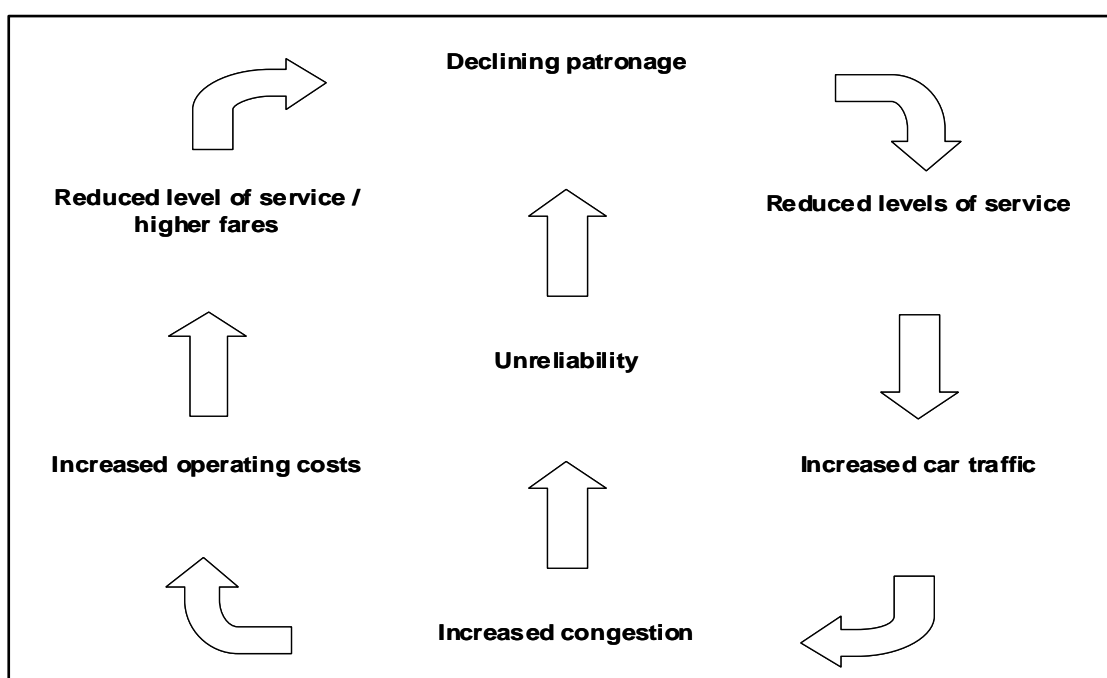 Declining patronage
Reduced level of service /
higher fares
Reduced levels of service
Unreliability
Increased operating costs
Increased car traffic
Increased congestion